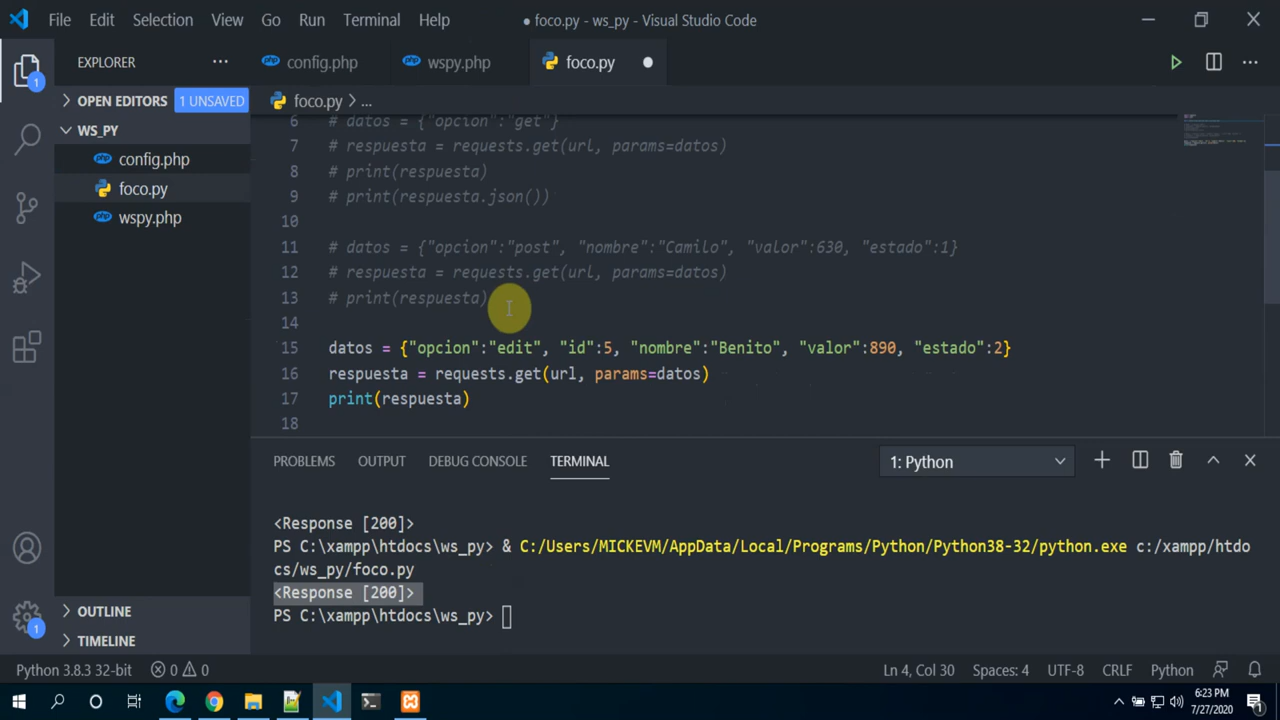 File Edit Selection View Go Run Terminal Help ● foco.py - ws_py - Visual Studio Code
EXPLORER ··· config.php wspy.php foco.py ●
OPEN EDITORS 1 UNSAVED
foco.py > ...
WS_PY
config.php
foco.py
wspy.php
6 # datos = {"opcion":"get"}
7 # respuesta = requests.get(url, params=datos)
8 # print(respuesta)
9 # print(respuesta.json())
10
11 # datos = {"opcion":"post", "nombre":"Camilo", "valor":630, "estado":1}
12 # respuesta = requests.get(url, params=datos)
13 # print(respuesta)
14
15 datos = {"opcion":"edit", "id":5, "nombre":"Benito", "valor":890, "estado":2}
16 respuesta = requests.get(url, params=datos)
17 print(respuesta)
18
PROBLEMS OUTPUT DEBUG CONSOLE TERMINAL 1: Python
<Response [200]>
PS C:\xampp\htdocs\ws_py> & C:/Users/MICKEVM/AppData/Local/Programs/Python/Python38-32/python.exe c:/xampp/htdo
cs/ws_py/foco.py
<Response [200]>
PS C:\xampp\htdocs\ws_py>
OUTLINE
TIMELINE
1
1
Python 3.8.3 32-bit 0 0 Ln 4, Col 30 Spaces: 4 UTF-8 CRLF Python
6:23 PM
7/27/2020
1